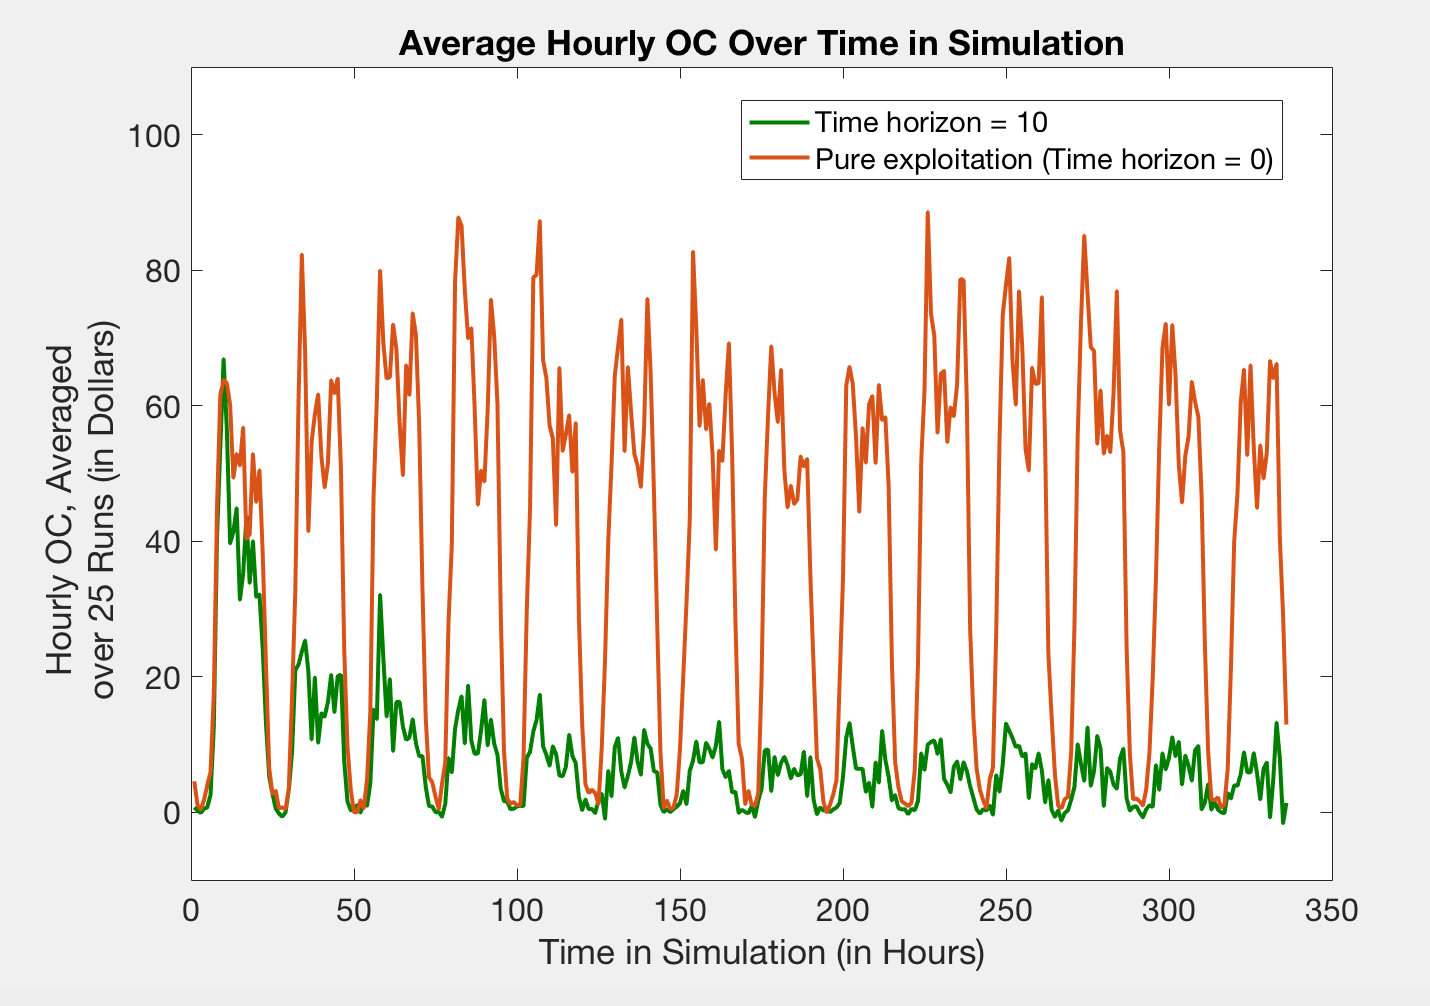 Average Hourly OC Over Time in Simulation
Time horizon = 10
Pure exploitation (Time horizon = 0)
Hourly OC, Averaged
over 25 Runs (in Dollars)
100
80
60
40
20
0
0 50 100 150 200 250 300 350
Time in Simulation (in Hours)